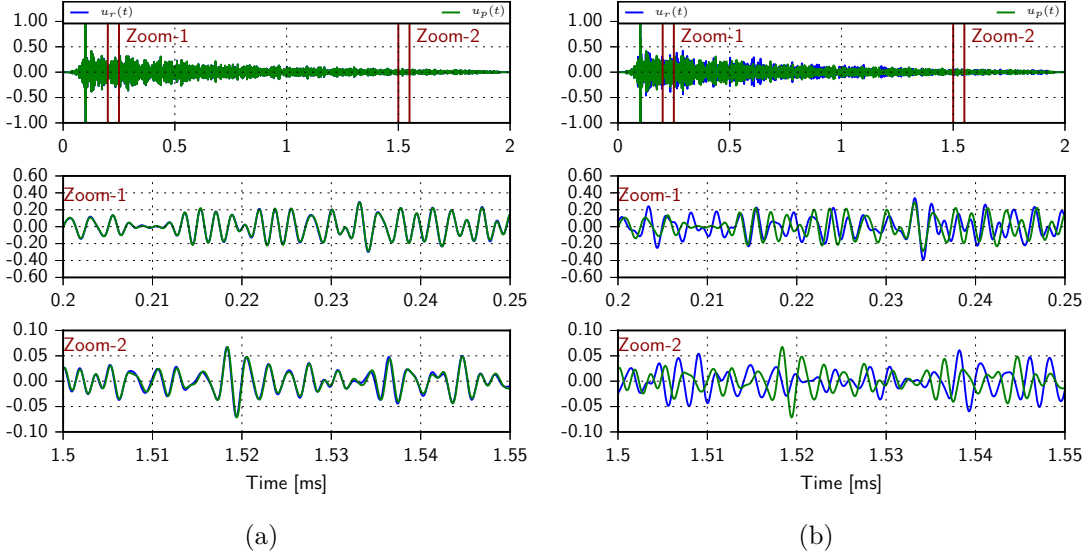 u_r(t) u_p(t) u_r(t) u_p(t)
1.00 1.00
0.50 Zoom-1 Zoom-2 0.50 Zoom-1 Zoom-2
0.00 0.00
-0.50 -0.50
-1.00 -1.00
0 0.5 1 1.5 2 0 0.5 1 1.5 2
0.60 0.60
0.40 Zoom-1 0.40 Zoom-1
0.20 0.20
0.00 0.00
-0.20 -0.20
-0.40 -0.40
-0.60 -0.60
0.2 0.21 0.22 0.23 0.24 0.25 0.2 0.21 0.22 0.23 0.24 0.25
0.10 0.10
Zoom-2 Zoom-2
0.05 0.05
0.00 0.00
-0.05 -0.05
-0.10 -0.10
1.5 1.51 1.52 1.53 1.54 1.55 1.5 1.51 1.52 1.53 1.54 1.55
Time [ms] Time [ms]
(a) (b)